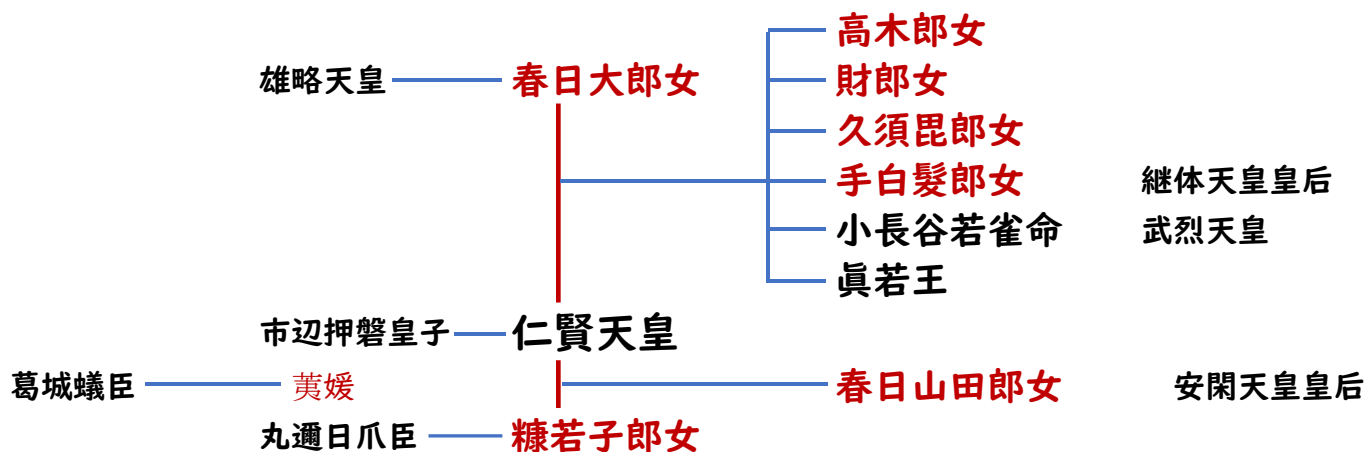 高木郎女
雄略天皇 春日大郎女 財郎女
久須毘郎女
手白髪郎女 継体天皇皇后
小長谷若雀命 武烈天皇
眞若王
市辺押磐皇子 仁賢天皇
葛城蟻臣 荑媛 春日山田郎女 安閑天皇皇后
丸邇日爪臣 糠若子郎女